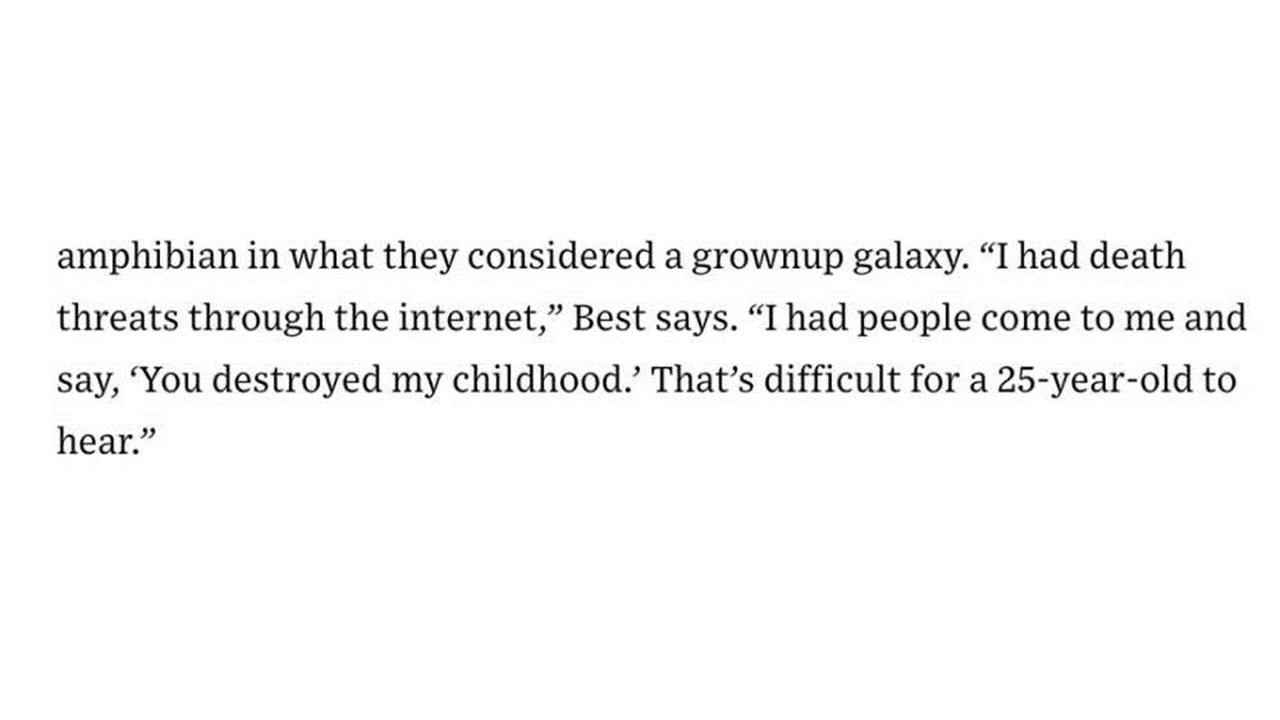 amphibian in what they considered a grownup galaxy. “I had death
threats through the internet,” Best says. “I had people come to me and
say, ‘You destroyed my childhood.’ That’s difficult for a 25-year-old to
hear.”